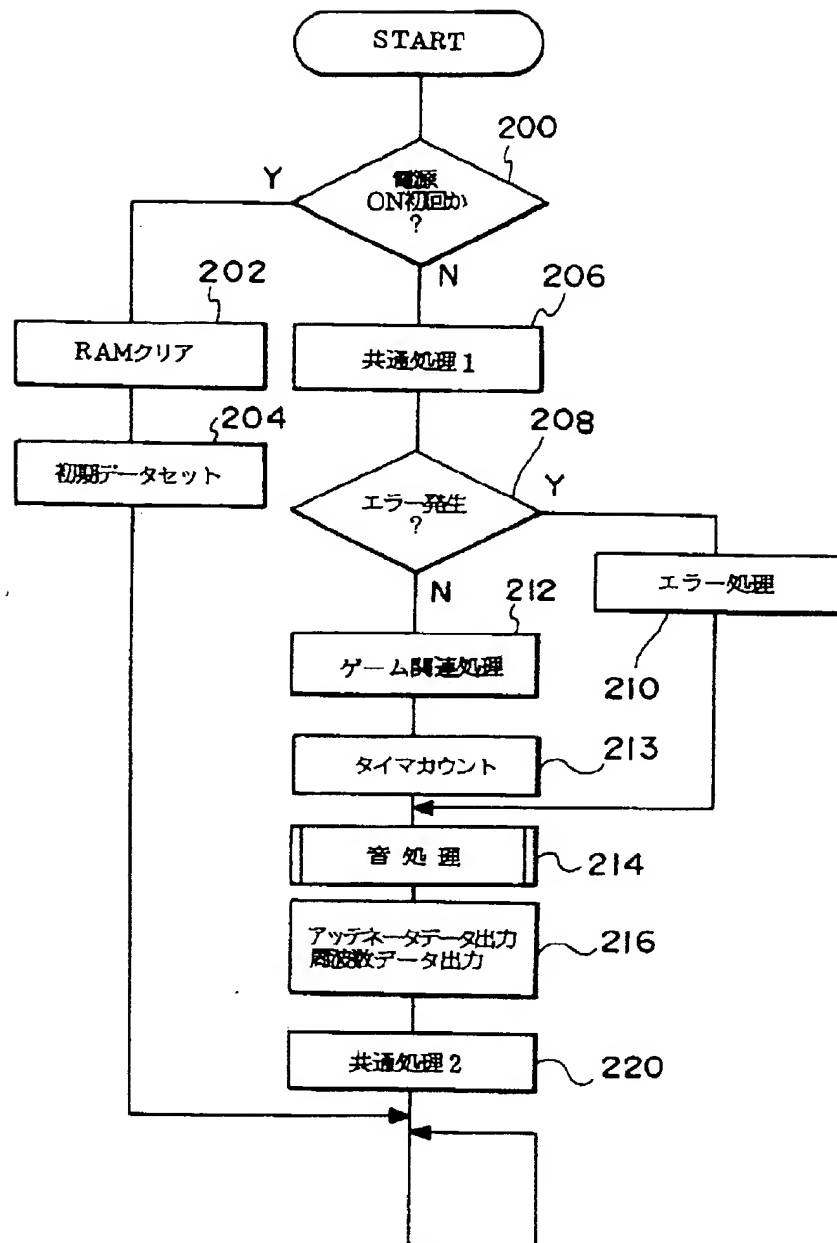 START
200
電源
ON初回か
?
Y
N
202
RAMクリア
206
共通処理1
204
初期データセット
208
エラー発生
?
Y
N
エラー処理
210
212
ゲーム関連処理
タイマカウント
213
音処理
214
アッテネータデータ出力
周波数データ出力
216
共通処理2
220